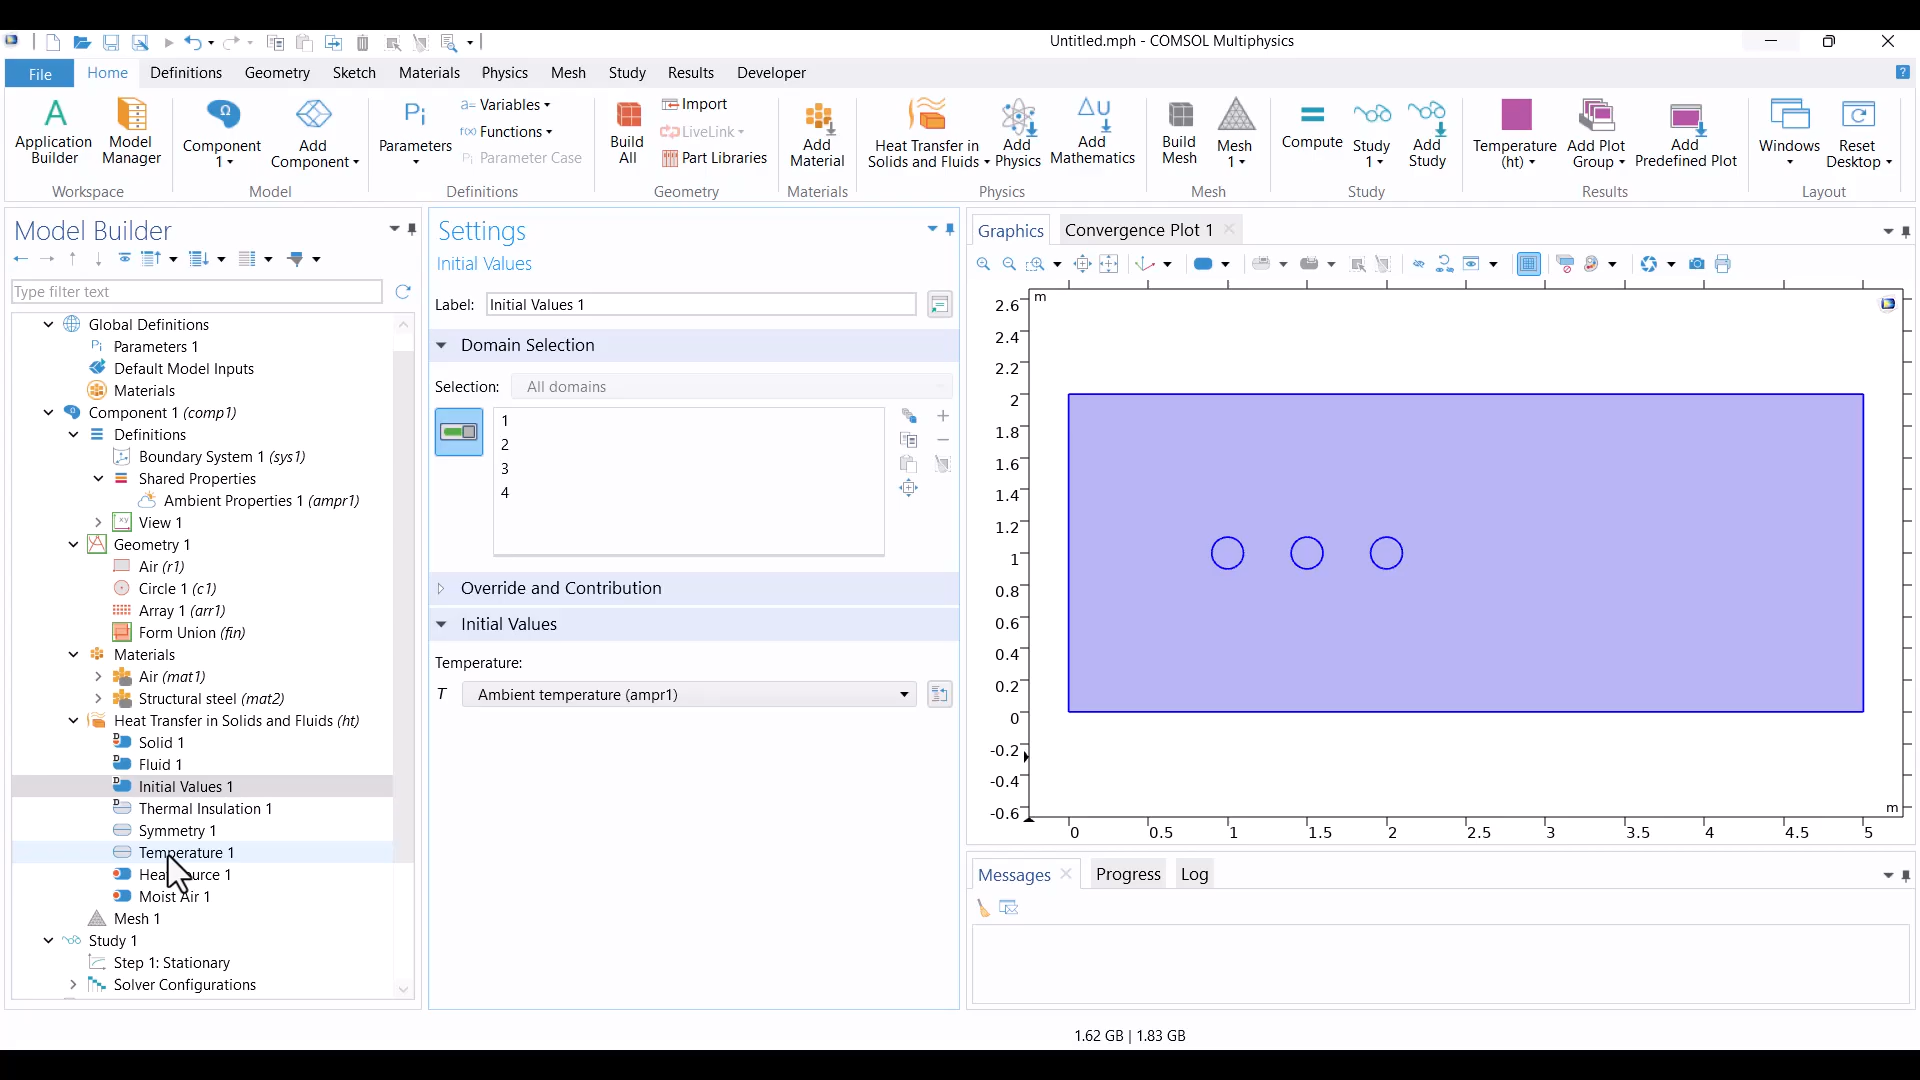 Untitled.mph - COMSOL Multiphysics
File Home Definitions Geometry Sketch Materials Physics Mesh Study Results Developer
Application Builder
Model Manager
Workspace
Component 1
Add Component
Model
Pi
Parameters
a= Variables
f(x) Functions
Pi Parameter Case
Definitions
Build All
Import
LiveLink
Part Libraries
Geometry
Add Material
Materials
Heat Transfer in Solids and Fluids
Add Physics
Δu
Add Mathematics
Physics
Build Mesh
Mesh 1
Mesh
Compute
Study 1
Add Study
Study
Temperature (ht)
Add Plot Group
Add Predefined Plot
Results
Windows
Reset Desktop
Layout
Model Builder
Type filter text
Global Definitions
Pi Parameters 1
Default Model Inputs
Materials
Component 1 (comp1)
Definitions
Boundary System 1 (sys1)
Shared Properties
Ambient Properties 1 (ampr1)
View 1
Geometry 1
Air (r1)
Circle 1 (c1)
Array 1 (arr1)
Form Union (fin)
Materials
Air (mat1)
Structural steel (mat2)
Heat Transfer in Solids and Fluids (ht)
D Solid 1
D Fluid 1
D Initial Values 1
D Thermal Insulation 1
Symmetry 1
Temperature 1
Moist Air 1
Mesh 1
Study 1
Step 1: Stationary
Solver Configurations
Settings
Initial Values
Label: Initial Values 1
Domain Selection
Selection: All domains
1
2
3
4
Override and Contribution
Initial Values
Temperature:
T Ambient temperature (ampr1)
Graphics Convergence Plot 1
m
2.6
2.4
2.2
2
1.8
1.6
1.4
1.2
1
0.8
0.6
0.4
0.2
0
-0.2
-0.4
-0.6
m
0 0.5 1 1.5 2 2.5 3 3.5 4 4.5 5
Messages Progress Log
1.62 GB | 1.83 GB